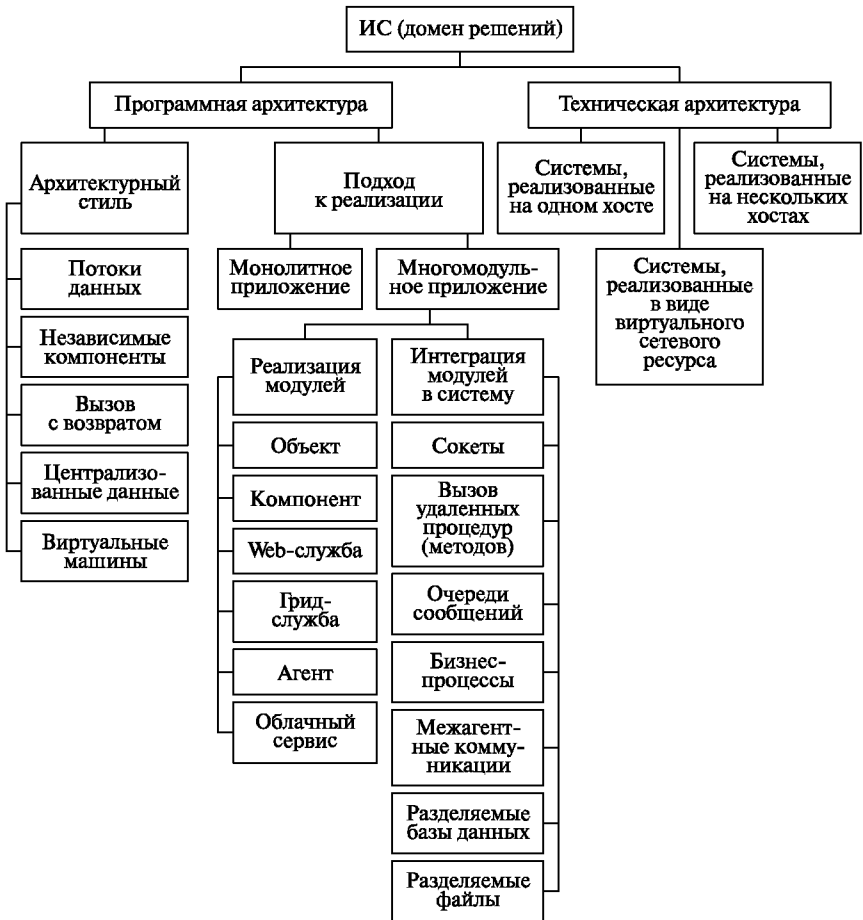 ИС (домен решений)
Программная архитектура
Техническая архитектура
Архитектурный
стиль
Подход
к реализации
Системы,
реализованные
на одном хосте
Системы,
реализованные
на нескольких
хостах
Потоки
данных
Монолитное
приложение
Многомодуль-
ное приложение
Системы,
реализованные
в виде
виртуального
сетевого
ресурса
Независимые
компоненты
Вызов
с возвратом
Централизо-
ванные данные
Виртуальные
машины
Реализация
модулей
Объект
Компонент
Web-служба
Грид-
служба
Агент
Облачный
сервис
Интеграция
модулей
в систему
Сокеты
Вызов
удаленных
процедур
(методов)
Очереди
сообщений
Бизнес-
процессы
Межагент-
ные комму-
никации
Разделяемые
базы данных
Разделяемые
файлы